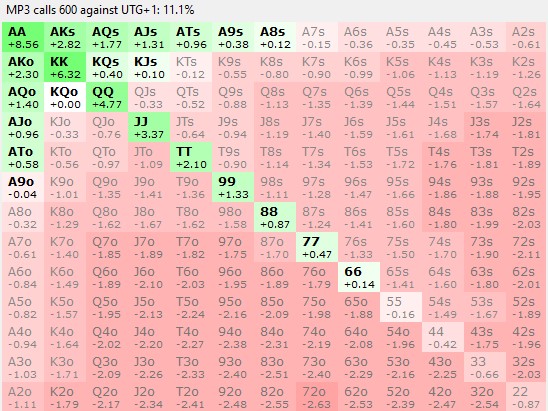 MP3 calls 600 against UTG+1: 11.1%
AA AKs AQs AJs ATs A9s A8s A7s A6s A5s A4s A3s A2s
+8.56 +2.82 +1.77 +1.31 +0.96 +0.38 +0.12 -0.15 -0.36 -0.35 -0.45 -0.53 -0.61
AKo KK KQs KJs KTs K9s K8s K7s K6s K5s K4s K3s K2s
+2.30 +6.32 +0.40 +0.10 -0.12 -0.55 -0.80 -0.90 -0.99 -1.06 -1.13 -1.19 -1.26
AQo KQo QQ QJs QTs Q9s Q8s Q7s Q6s Q5s Q4s Q3s Q2s
+1.40 +0.00 +4.77 -0.33 -0.52 -0.88 -1.13 -1.35 -1.39 -1.44 -1.51 -1.57 -1.64
AJo KJo QJo JJ JTs J9s J8s J7s J6s J5s J4s J3s J2s
+0.96 -0.33 -0.76 +3.37 -0.64 -0.94 -1.19 -1.40 -1.59 -1.61 -1.68 -1.74 -1.81
ATo KTo QTo JTo TT T9s T8s T7s T6s T5s T4s T3s T2s
+0.58 -0.56 -0.97 -1.09 +2.10 -0.90 -1.14 -1.34 -1.53 -1.72 -1.76 -1.81 -1.89
A9o K9o Q9o J9o T9o 99 98s 97s 96s 95s 94s 93s 92s
-0.04 -1.01 -1.35 -1.41 -1.36 +1.33 -1.11 -1.28 -1.47 -1.66 -1.86 -1.88 -1.95
A8o K8o Q8o J8o T8o 98o 88 87s 86s 85s 84s 83s 82s
-0.32 -1.29 -1.62 -1.67 -1.62 -1.58 +0.87 -1.24 -1.41 -1.60 -1.80 -1.99 -2.03
A7o K7o Q7o J7o T7o 97o 87o 77 76s 75s 74s 73s 72s
-0.61 -1.40 -1.85 -1.89 -1.82 -1.75 -1.70 +0.47 -1.33 -1.50 -1.70 -1.90 -2.11
A6o K6o Q6o J6o T6o 96o 86o 76o 66 65s 64s 63s 62s
-0.84 -1.49 -1.89 -2.10 -2.03 -1.95 -1.89 -1.79 +0.14 -1.41 -1.60 -1.80 -2.01
A5o K5o Q5o J5o T5o 95o 85o 75o 65o 55 54s 53s 52s
-0.82 -1.57 -1.95 -2.12 -2.23 -2.16 -2.09 -1.98 -1.88 -0.16 -1.49 -1.67 -1.89
A4o K4o Q4o J4o T4o 94o 84o 74o 64o 54o 44 43s 42s
-0.94 -1.64 -2.02 -2.20 -2.27 -2.38 -2.31 -2.19 -2.08 -1.96 -0.42 -1.75 -1.96
A3o K3o Q3o J3o T3o 93o 83o 73o 63o 53o 43o 33 32s
-1.03 -1.71 -2.09 -2.26 -2.33 -2.40 -2.51 -2.40 -2.29 -2.16 -2.25 -0.66 -2.03
A2o K2o Q2o J2o T2o 92o 82o 72o 62o 52o 42o 32o 22
-1.11 -1.79 -2.17 -2.34 -2.41 -2.48 -2.55 -2.63 -2.53 -2.39 -2.47 -2.54 -0.87